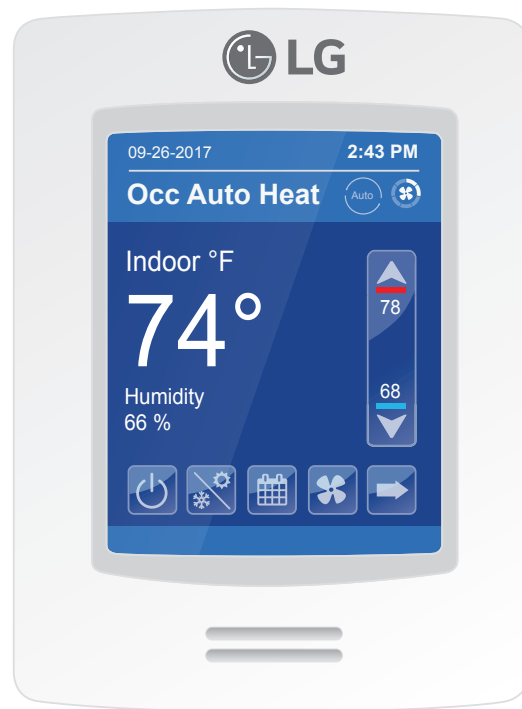 LG
09-26-2017 2:43 PM
Occ Auto Heat Auto
Indoor °F
74°
78
Humidity
68
66 %